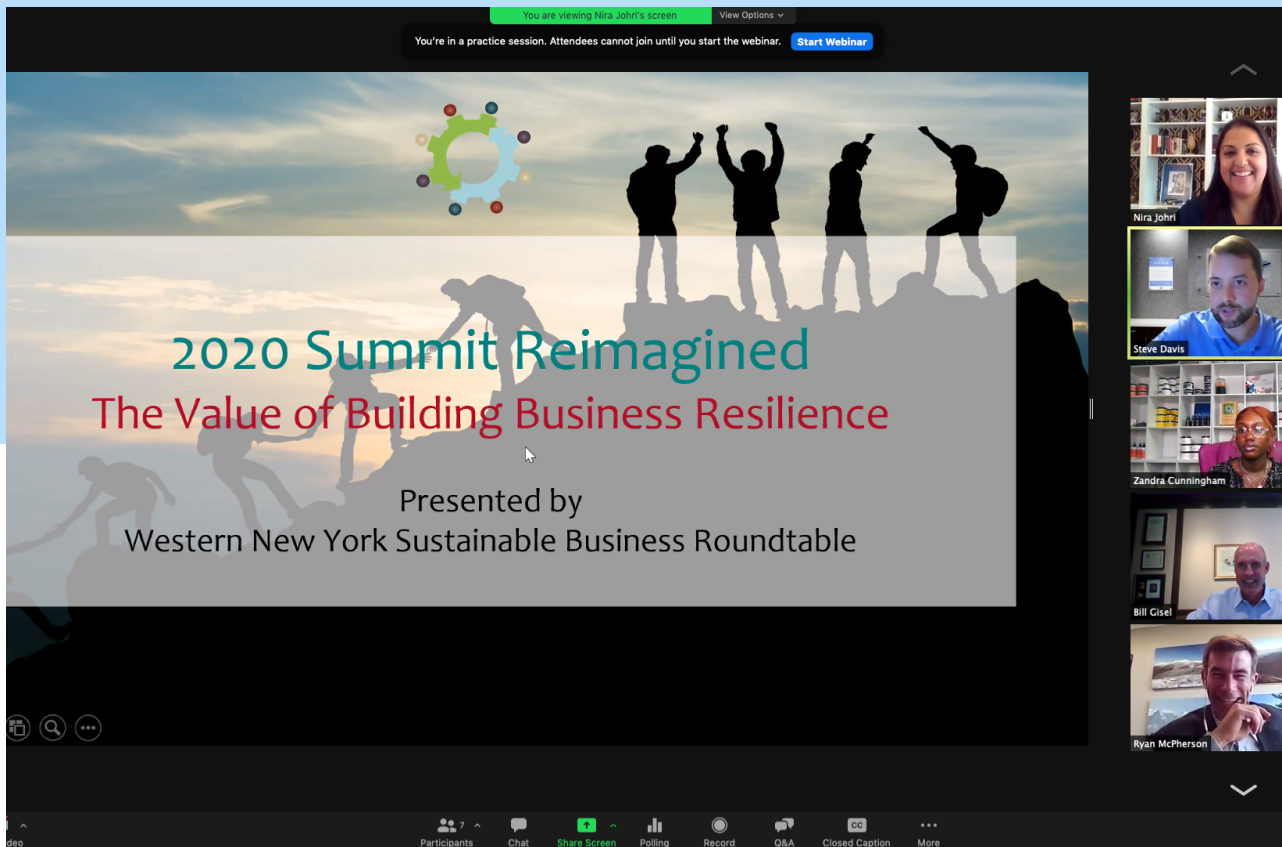 You are viewing Nira Johri's screen
View Options
You're in a practice session. Attendees cannot join until you start the webinar.
Start Webinar
2020 Summit Reimagined
The Value of Building Business Resilience
Presented by
Western New York Sustainable Business Roundtable
Nira Johri
Steve Davis
Zandra Cunningham
Bill Gisel
Ryan McPherson
deo
7
Participants
Chat
Share Screen
Polling
Record
Q&A
CC
Closed Caption
More